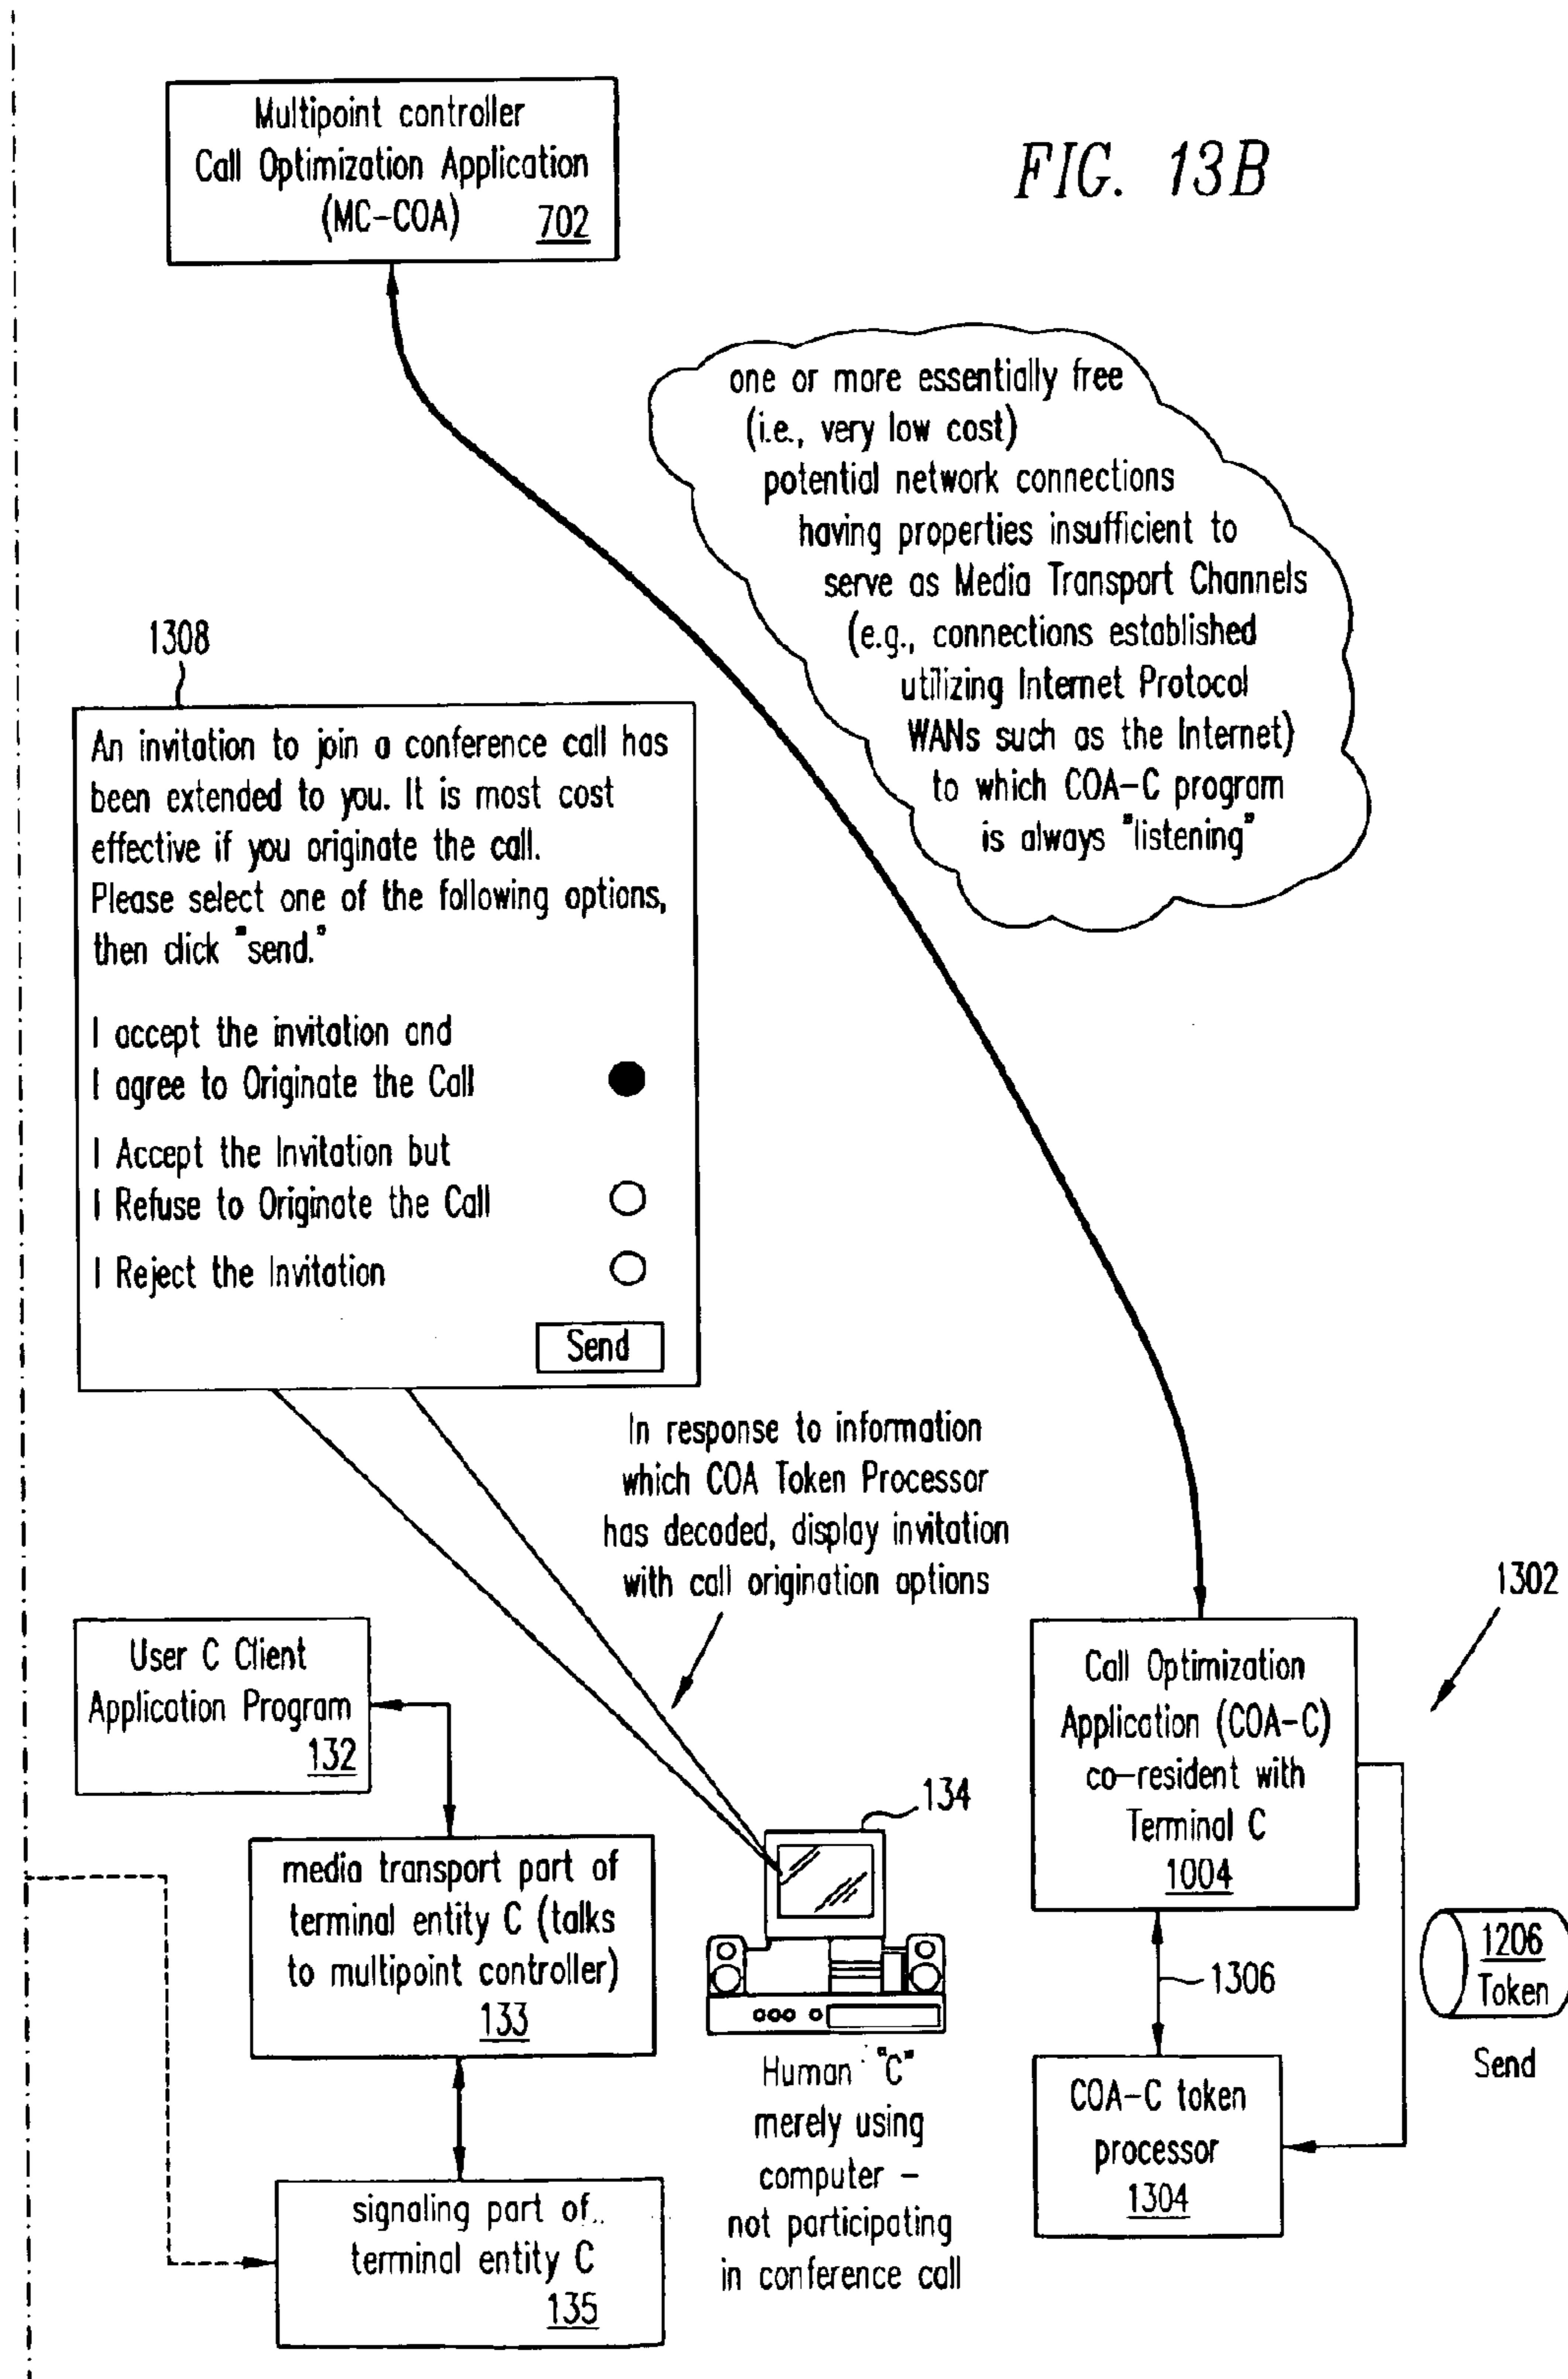 Multipoint controller
Call Optimization Application
(MC-COA) 702
FIG. 13B
one or more essentially free
(i.e., very low cost)
potential network connections
having properties insufficient to
serve as Media Transport Channels
(e.g., connections established
utilizing Internet Protocol
WANs such as the Internet)
to which COA-C program
is always "listening"
1308
An invitation to join a conference call has
been extended to you. It is most cost
effective if you originate the call.
Please select one of the following options,
then click "send."
I accept the invitation and
I agree to Originate the Call
I Accept the Invitation but
I Refuse to Originate the Call
I Reject the Invitation
Send
In response to information
which COA Token Processor
has decoded, display invitation
with call origination options
1302
User C Client
Application Program
132
Call Optimization
Application (COA-C)
co-resident with
Terminal C
1004
134
media transport part of
terminal entity C (talks
to multipoint controller)
133
1206
Token
Send
1306
Human "C"
merely using
computer -
not participating
in conference call
COA-C token
processor
1304
signaling part of
terminal entity C
135